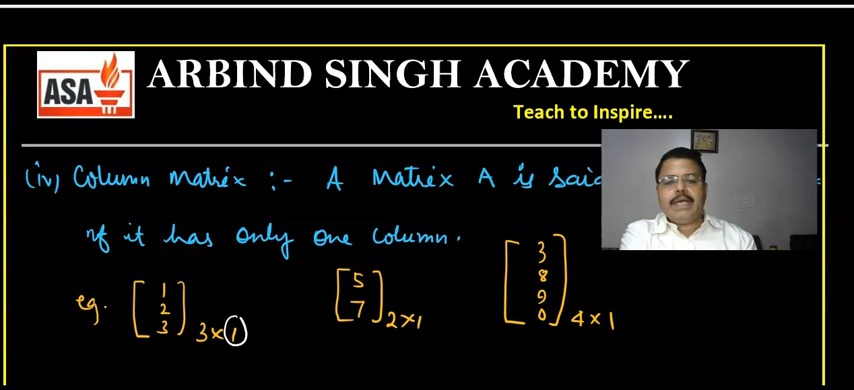 ASA
ARBIND SINGH ACADEMY
Teach to Inspire....
(iv) Column Matrix :- A Matrix A is said
if it has only one column.
eg. [1 2 3] 3×1 [5 7] 2×1 [3 8 9 0] 4×1